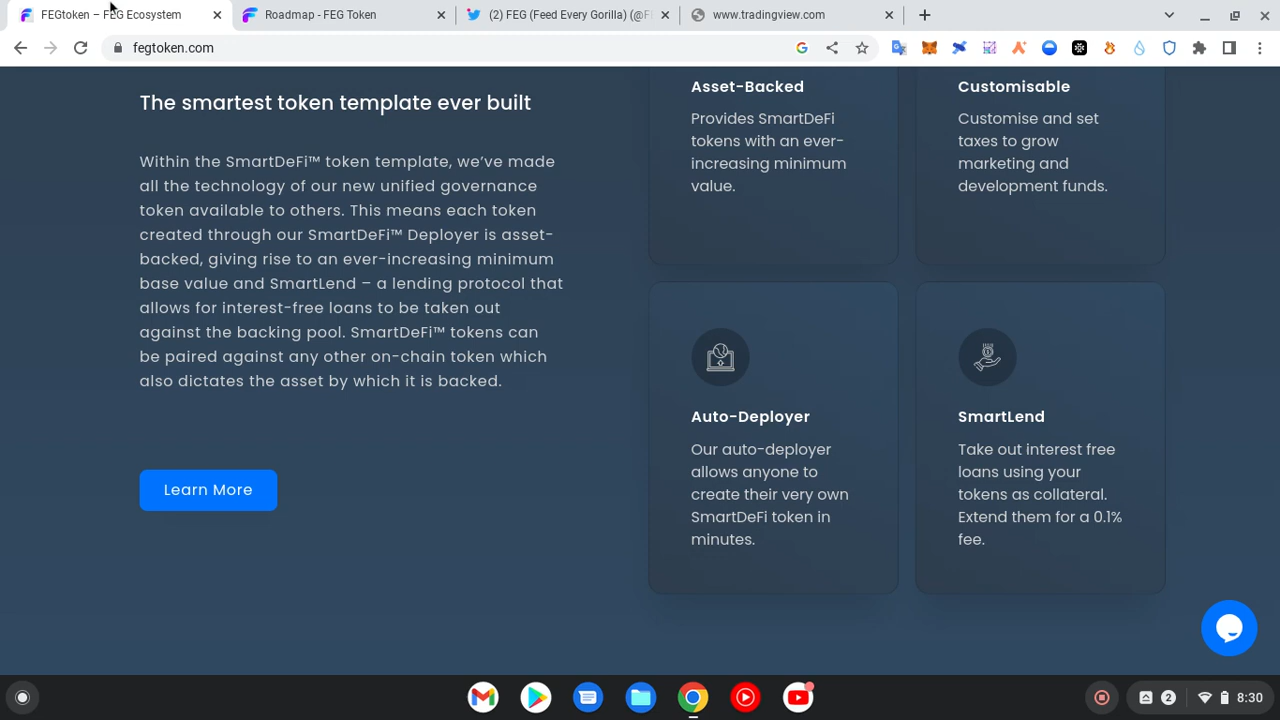 FEGtoken – FEG Ecosystem
Roadmap - FEG Token
(2) FEG (Feed Every Gorilla) (@F
www.tradingview.com
fegtoken.com
The smartest token template ever built
Within the SmartDeFi™ token template, we’ve made
all the technology of our new unified governance
token available to others. This means each token
created through our SmartDeFi™ Deployer is asset-
backed, giving rise to an ever-increasing minimum
base value and SmartLend – a lending protocol that
allows for interest-free loans to be taken out
against the backing pool. SmartDeFi™ tokens can
be paired against any other on-chain token which
also dictates the asset by which it is backed.
Learn More
Asset-Backed
Provides SmartDeFi
tokens with an ever-
increasing minimum
value.
Customisable
Customise and set
taxes to grow
marketing and
development funds.
Auto-Deployer
Our auto-deployer
allows anyone to
create their very own
SmartDeFi token in
minutes.
SmartLend
Take out interest free
loans using your
tokens as collateral.
Extend them for a 0.1%
fee.
2
8:30